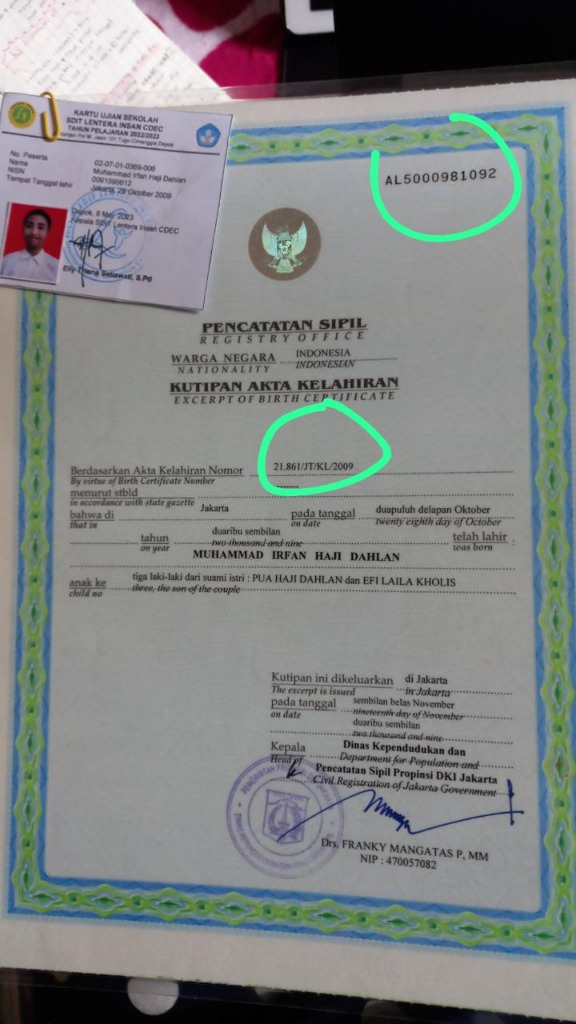 KARTU UJIAN SEKOLAH
SDIT LENTERA INSAN CDEC
TAHUN PELAJARAN 2022/2023
No. Peserta 02-07-01-0369-006
Nama Muhammad Irfan Haji Dahlan
NISN 0091590612
Tempat Tanggal lahir Jakarta, 28 Oktober 2009
Depok, 8 Mei 2023
Kepala SDIT Lentera Insan CDEC
S.Pd
AL5000981092
PENCATATAN SIPIL
REGISTRY OFFICE
WARGA NEGARA INDONESIA
NATIONALITY INDONESIAN
KUTIPAN AKTA KELAHIRAN
EXCERPT OF BIRTH CERTIFICATE
Berdasarkan Akta Kelahiran Nomor 21.861/JT/KL/2009
By virtue of Birth Certificate Number
menurut stbld -------
in accordance with state gazette
bahwa di Jakarta pada tanggal duapuluh delapan Oktober
that in on date twenty eighth day of October
tahun duaribu sembilan telah lahir :
on year two thousand and nine was born
MUHAMMAD IRFAN HAJI DAHLAN
anak ke tiga laki-laki dari suami istri : PUA HAJI DAHLAN dan EFI LAILA KHOLIS
child no three, the son of the couple
Kutipan ini dikeluarkan di Jakarta
The excerpt is issued in Jakarta
pada tanggal sembilan belas November
on date nineteenth day of November
duaribu sembilan
two thousand and nine
Kepala Dinas Kependudukan dan
Head of Department for Population and
Pencatatan Sipil Propinsi DKI Jakarta
Civil Registration of Jakarta Government
Drs. FRANKY MANGATAS P, MM
NIP : 470057082